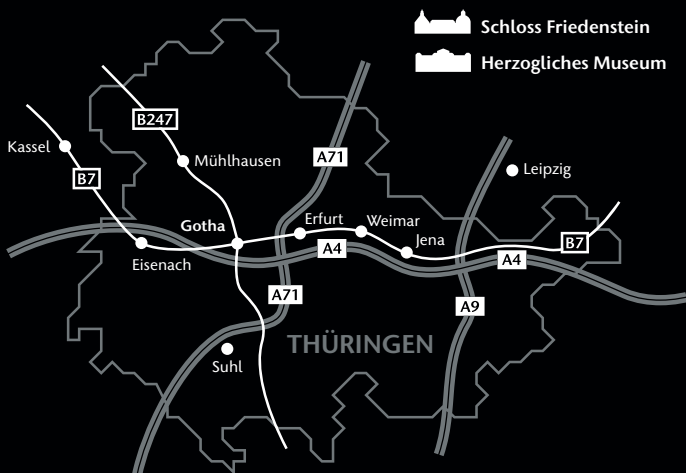 Schloss Friedenstein
Herzogliches Museum
B247
Kassel
Mühlhausen
A71
B7
Leipzig
Gotha
Erfurt
Weimar
Jena
B7
A4
A4
Eisenach
A71
A9
THÜRINGEN
Suhl